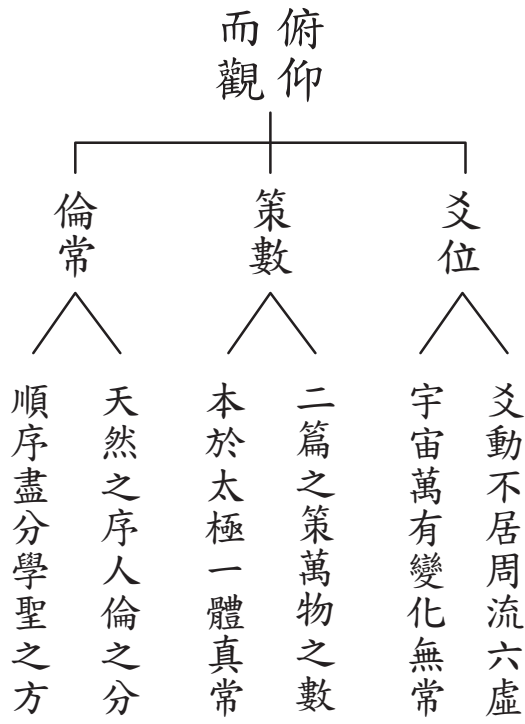 俯仰
而觀
爻位
策數
倫常
爻動不居周流六虛
宇宙萬有變化無常
二篇之策萬物之數
本於太極一體真常
天然之序人倫之分
順序盡分學聖之方